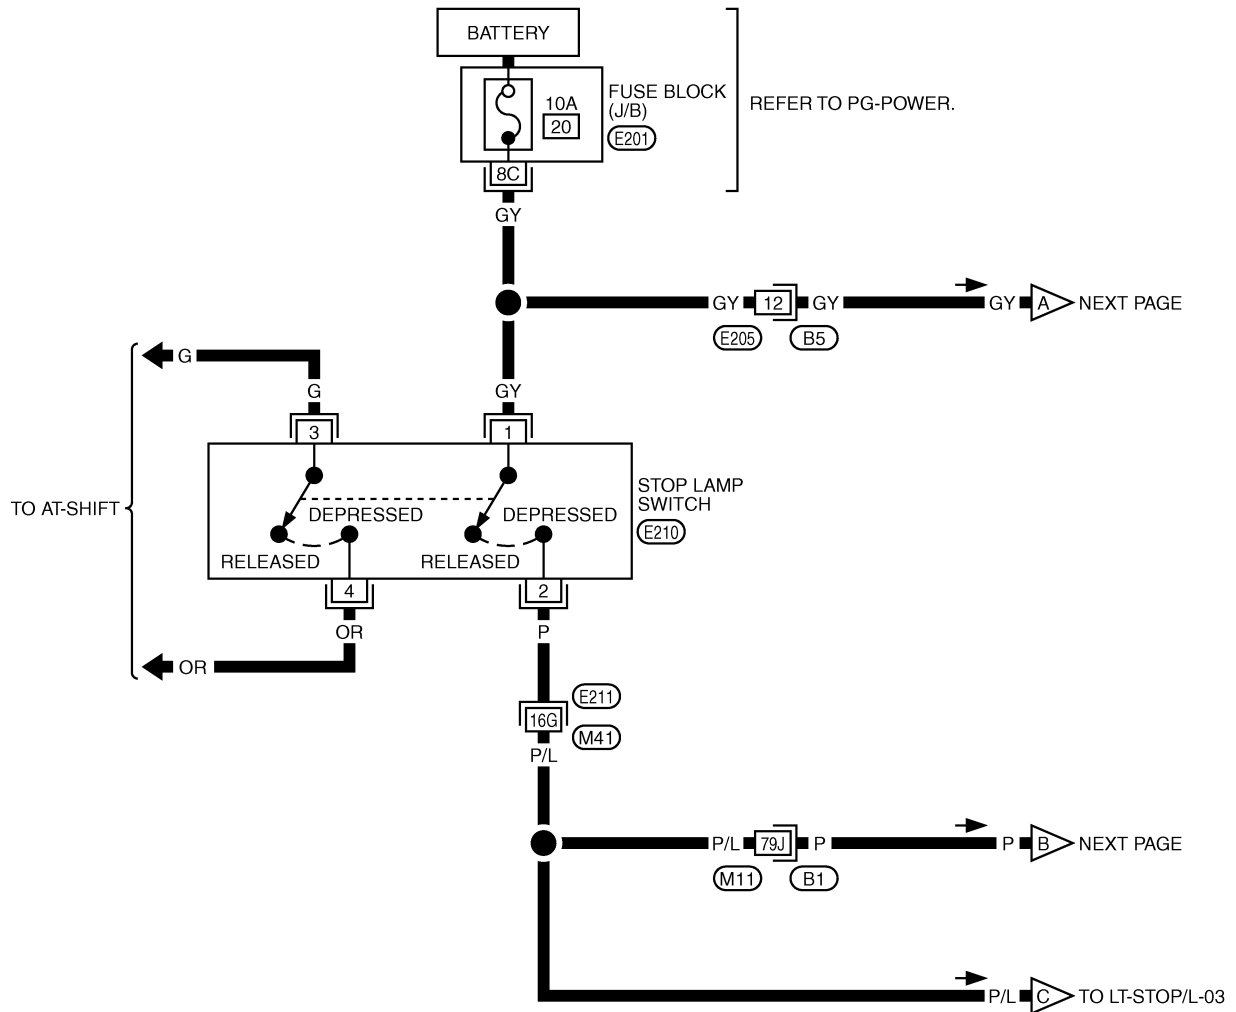 BATTERY
10A
20
FUSE BLOCK
(J/B)
E201
REFER TO PG-POWER.
8C
GY
GY 12 GY GY A NEXT PAGE
E205 B5
G
G GY
3 1
STOP LAMP
SWITCH
E210
TO AT-SHIFT
DEPRESSED DEPRESSED
RELEASED RELEASED
4 2
OR P
OR
E211
16G
M41
P/L
P/L 79J P P B NEXT PAGE
M11 B1
P/L C TO LT-STOP/L-03